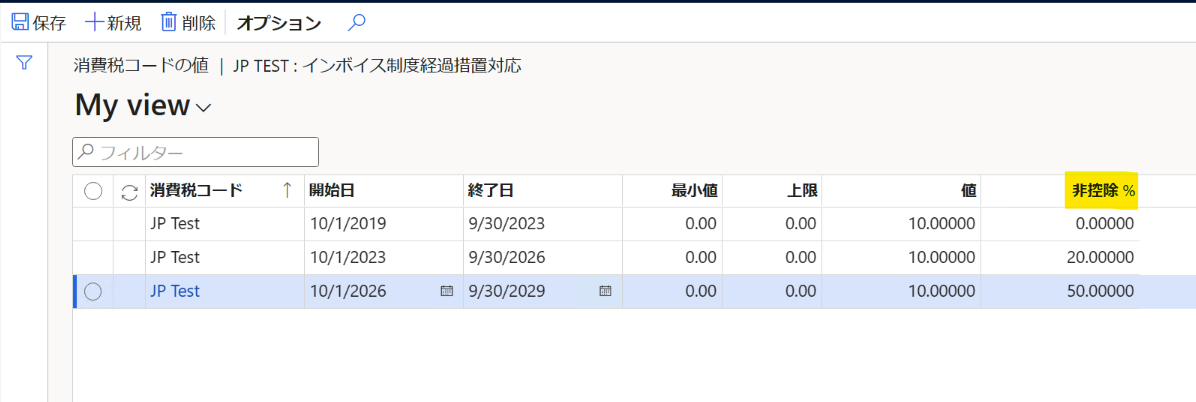 保存 新規 削除 オプション
消費税コードの値 | JP TEST : インボイス制度経過措置対応
My view
フィルター
消費税コード ↑ 開始日 終了日 最小値 上限 値 非控除 %
JP Test 10/1/2019 9/30/2023 0.00 0.00 10.00000 0.00000
JP Test 10/1/2023 9/30/2026 0.00 0.00 10.00000 20.00000
JP Test 10/1/2026 9/30/2029 0.00 0.00 10.00000 50.00000